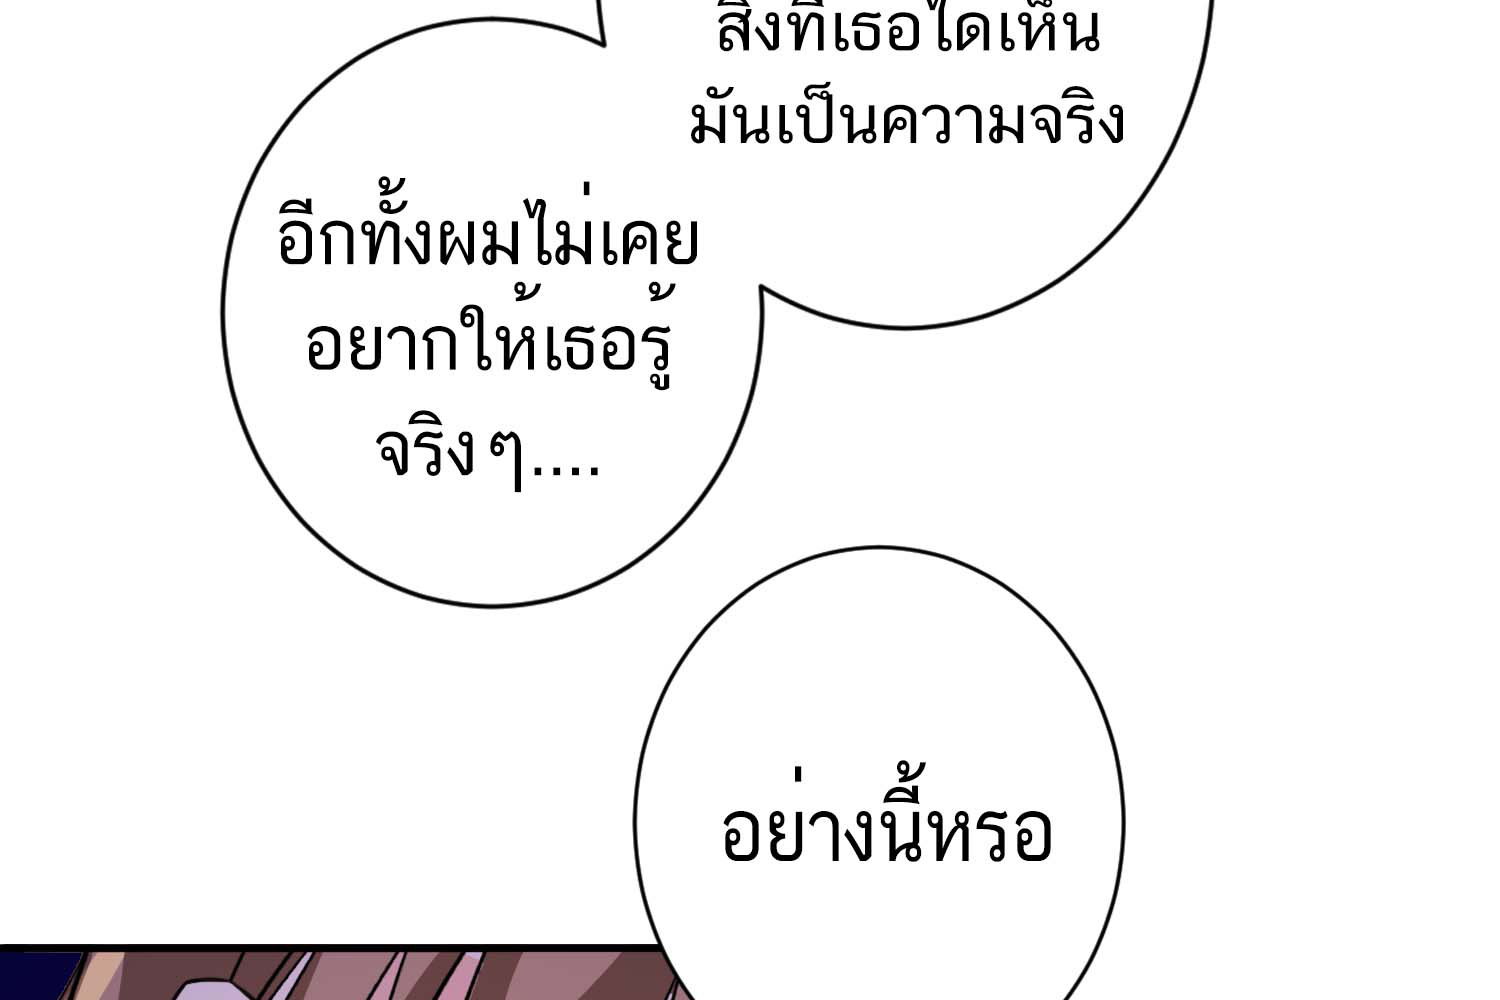 สิ่งที่เธอได้เห็น
มันเป็นความจริง
อีกทั้งผมไม่เคย
อยากให้เธอรู้
จริงๆ....
อย่างนี้หรอ